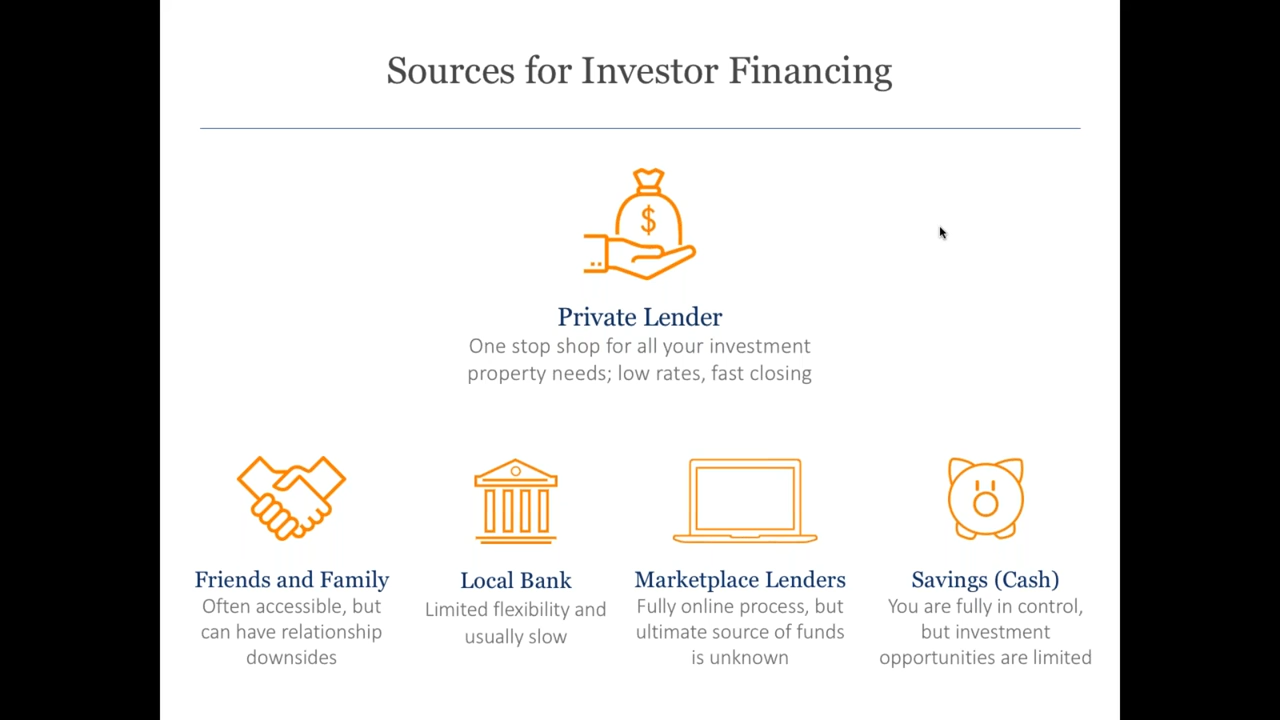 Sources for Investor Financing
$
Private Lender
One stop shop for all your investment
property needs; low rates, fast closing
Friends and Family
Often accessible, but
can have relationship
downsides
Local Bank
Limited flexibility and
usually slow
Marketplace Lenders
Fully online process, but
ultimate source of funds
is unknown
Savings (Cash)
You are fully in control,
but investment
opportunities are limited